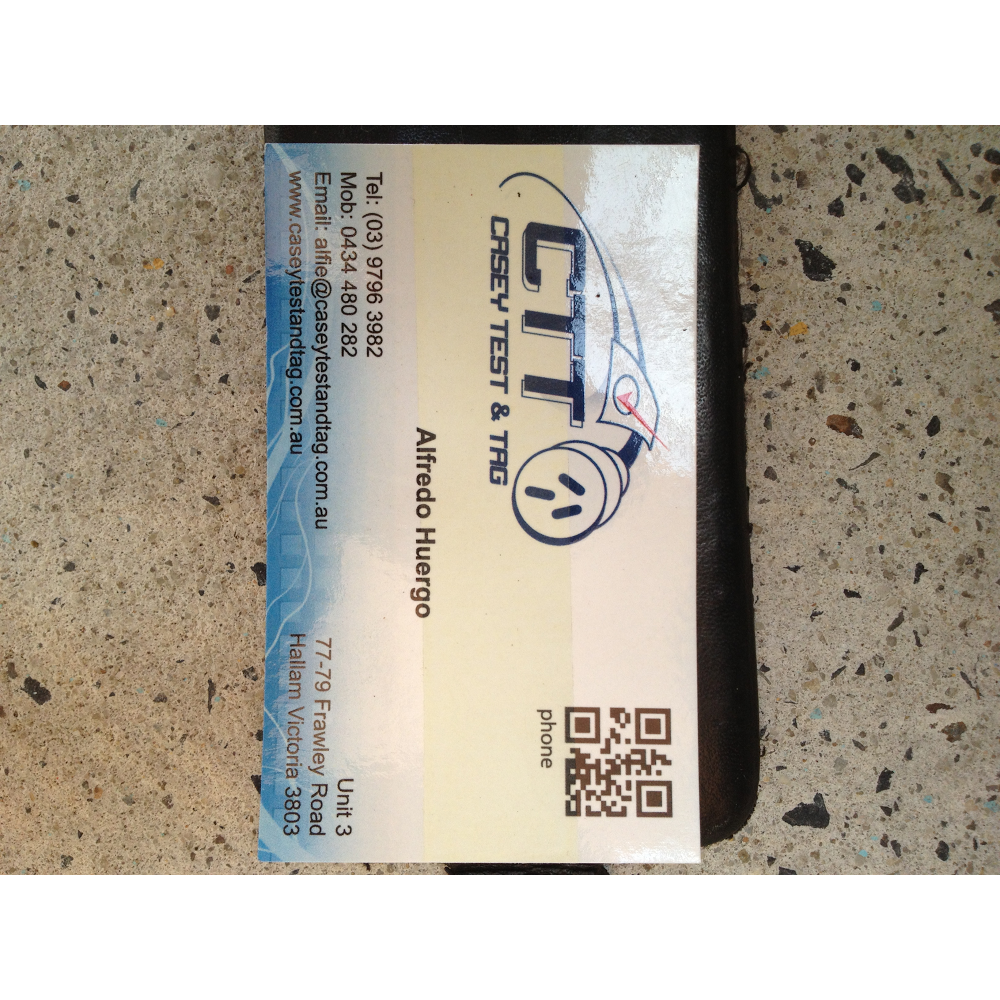 CTT
CASEY TEST & TAG
phone
Alfredo Huergo
Tel: (03) 9796 3982
Mob: 0434 480 282
Email: alfie@caseytestandtag.com.au
www.caseytestandtag.com.au
Unit 3
77-79 Frawley Road
Hallam Victoria 3803